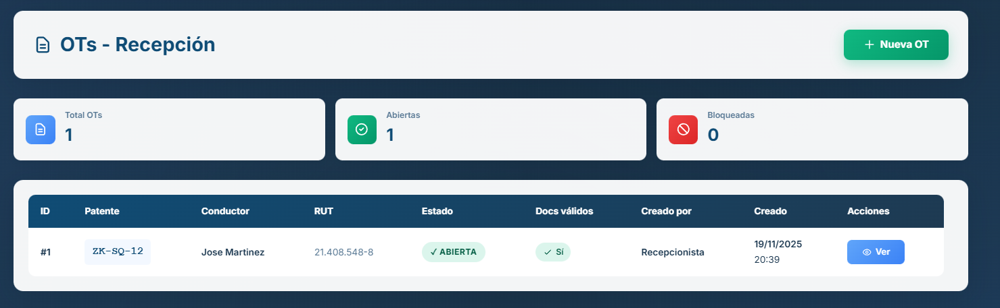 OTs - Recepción
Nueva OT
Total OTs
1
Abiertas
1
Bloqueadas
0
ID Patente Conductor RUT Estado Docs válidos Creado por Creado Acciones
#1 ZK-SQ-12 Jose Martinez 21.408.548-8 ✓ ABIERTA Sí Recepcionista 19/11/2025 Ver
20:39